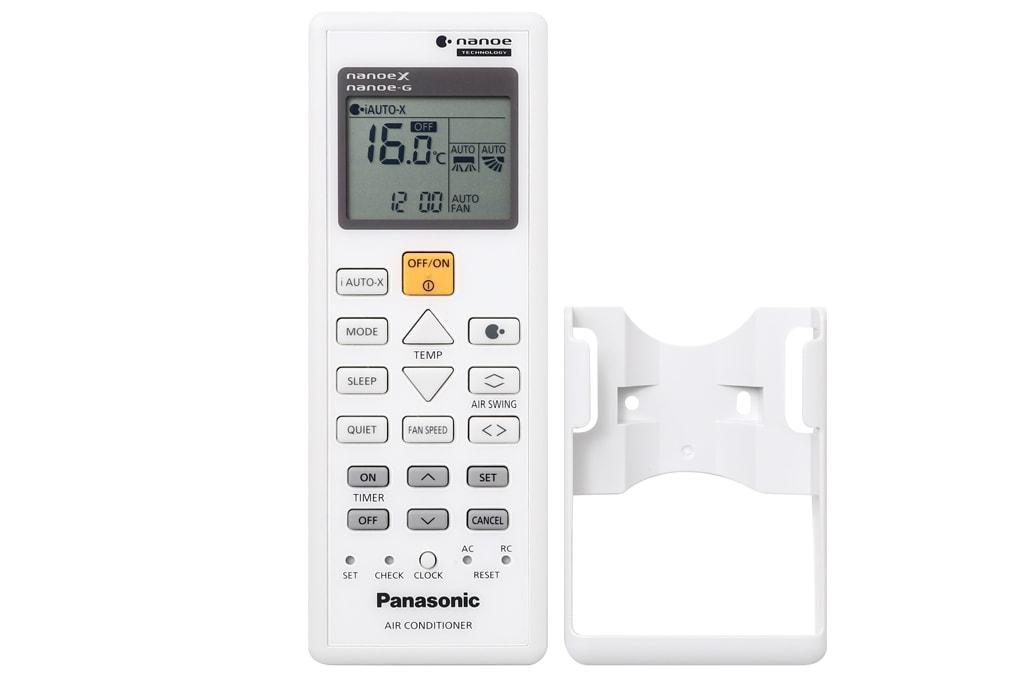 nanoe
TECHNOLOGY
nanoeX
nanoe-G
iAUTO-X
OFF
16.0°C
AUTO AUTO
12 00
AUTO
FAN
OFF/ON
i AUTO-X
MODE
TEMP
SLEEP
AIR SWING
QUIET
FAN SPEED
ON
SET
TIMER
OFF
CANCEL
AC RC
SET CHECK CLOCK RESET
Panasonic
AIR CONDITIONER